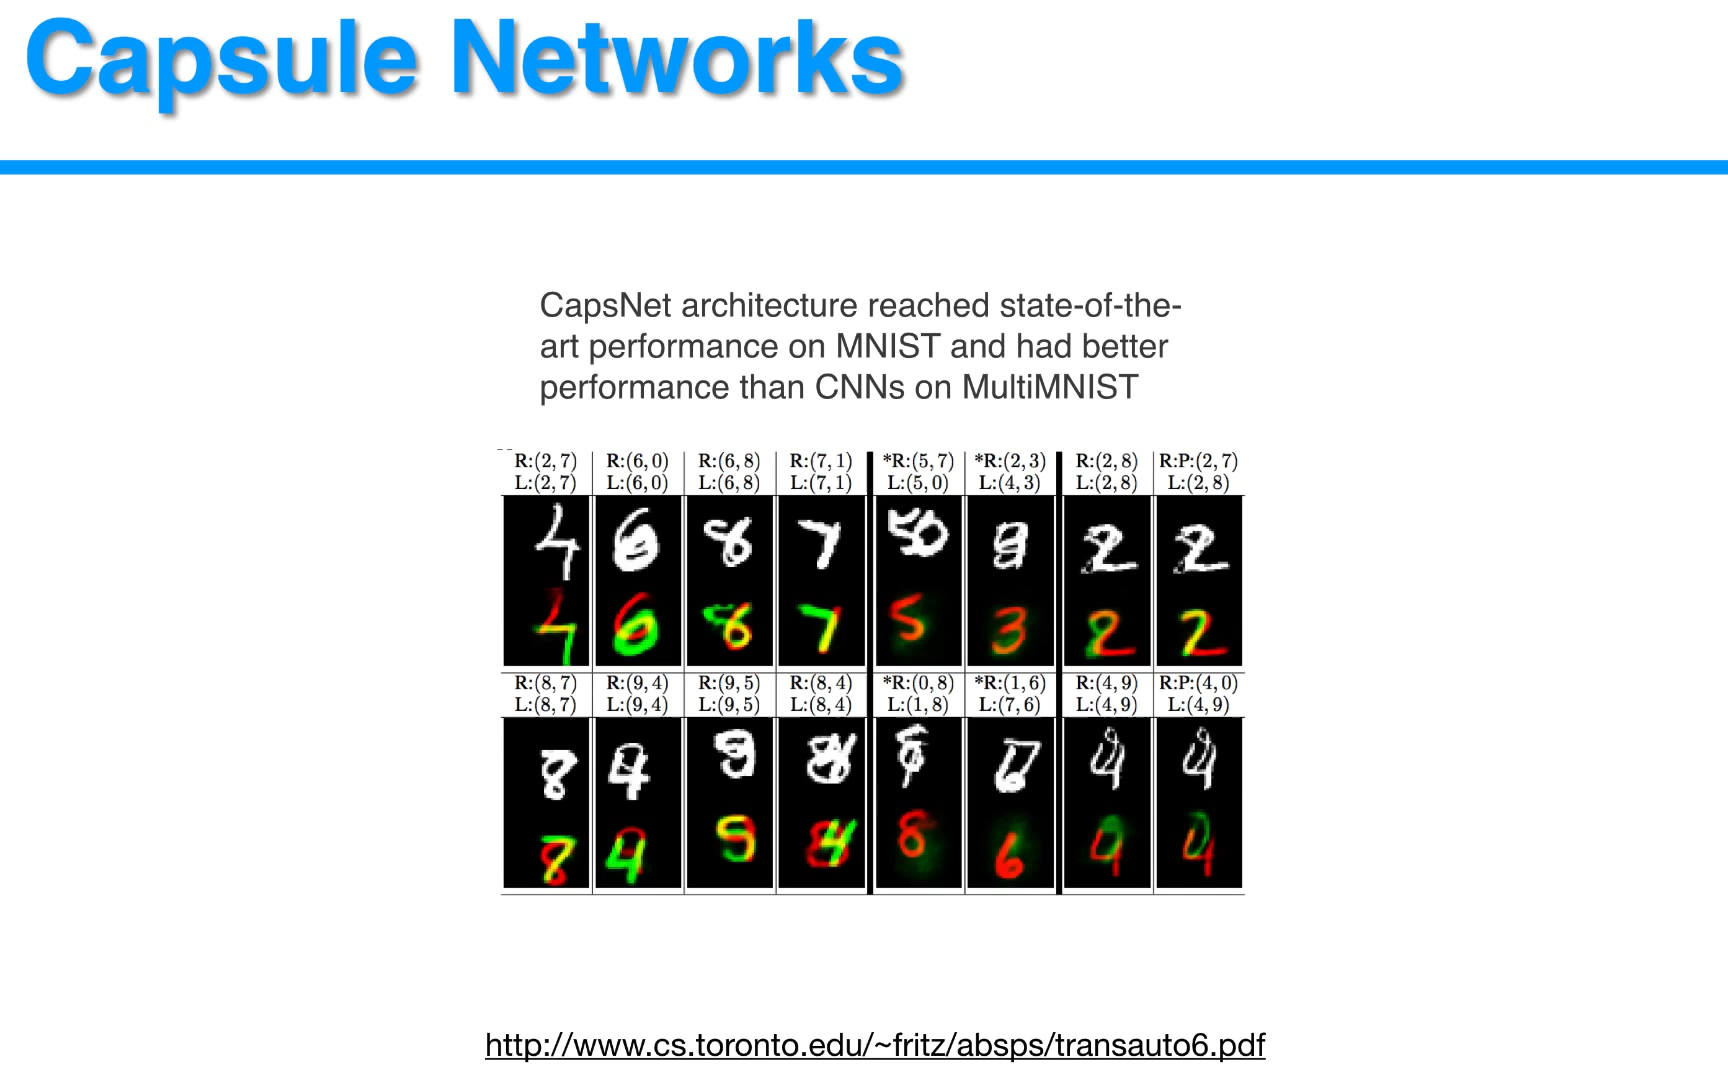 Capsule Networks
CapsNet architecture reached state-of-the-
art performance on MNIST and had better
performance than CNNs on MultiMNIST
R:(2, 7) R:(6, 0) R:(6, 8) R:(7, 1) *R:(5, 7) *R:(2, 3) R:(2, 8) R:P:(2, 7)
L:(2, 7) L:(6, 0) L:(6, 8) L:(7, 1) L:(5, 0) L:(4, 3) L:(2, 8) L:(2, 8)
R:(8, 7) R:(9, 4) R:(9, 5) R:(8, 4) *R:(0, 8) *R:(1, 6) R:(4, 9) R:P:(4, 0)
L:(8, 7) L:(9, 4) L:(9, 5) L:(8, 4) L:(1, 8) L:(7, 6) L:(4, 9) L:(4, 9)
http://www.cs.toronto.edu/~fritz/absps/transauto6.pdf